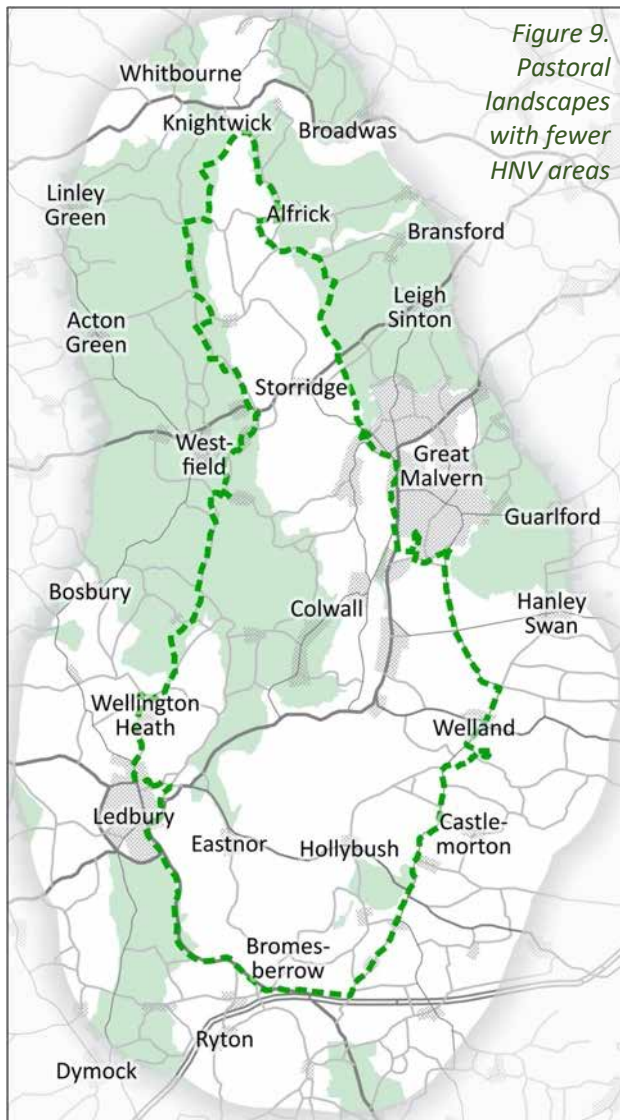 Figure 9.
Pastoral
landscapes
with fewer
HNV areas
Whitbourne
Knightwick
Broadwas
Linley
Green
Alfrick
Bransford
Leigh
Sinton
Acton
Green
Storridge
West-
field
Great
Malvern
Guarlford
Bosbury
Colwall
Hanley
Swan
Wellington
Heath
Welland
Ledbury
Eastnor
Hollybush
Castle-
morton
Bromes-
berrow
Ryton
Dymock